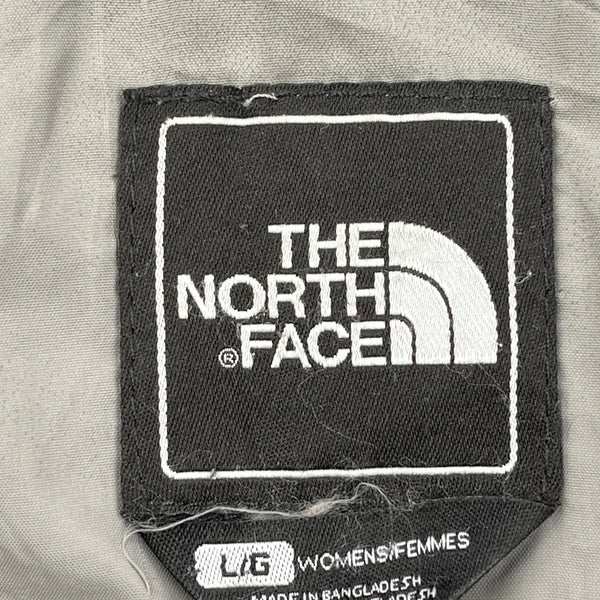 THE
NORTH
®FACE
L/G WOMENS/FEMMES
MADE IN BANGLADESH